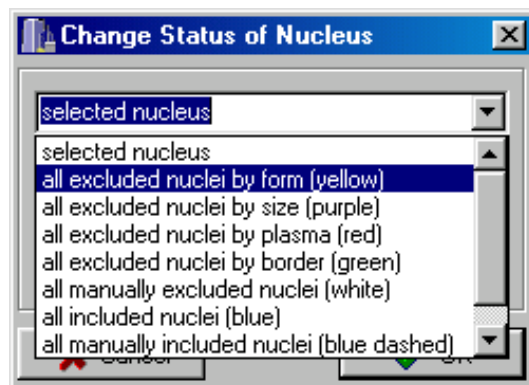 Change Status of Nucleus
selected nucleus
selected nucleus
all excluded nuclei by form (yellow)
all excluded nuclei by size (purple)
all excluded nuclei by plasma (red)
all excluded nuclei by border (green)
all manually excluded nuclei (white)
all included nuclei (blue)
all manually included nuclei (blue dashed)